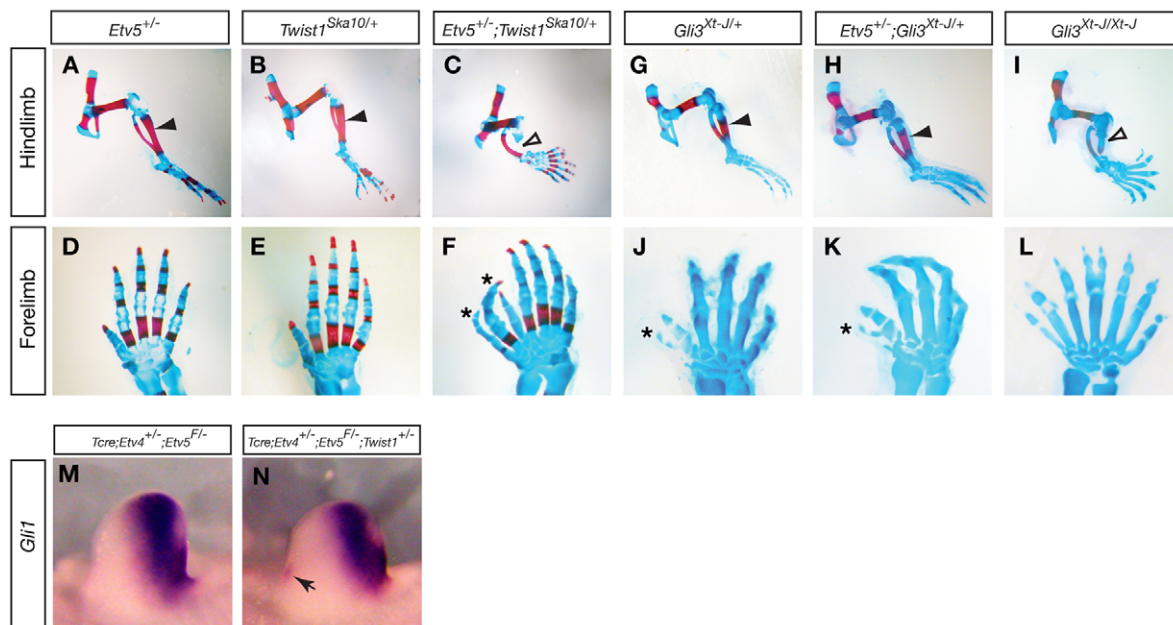 Etv5+/-
Twist1Ska10/+
Etv5+/-;Twist1Ska10/+
Gli3Xt-J/+
Etv5+/-;Gli3Xt-J/+
Gli3Xt-J/Xt-J
Hindlimb
A B C G H I
Forelimb
D E F J K L
* * * *
Tcre;Etv4+/-;Etv5F/-
Tcre;Etv4+/-;Etv5F/-;Twist1+/-
Gli1
M N